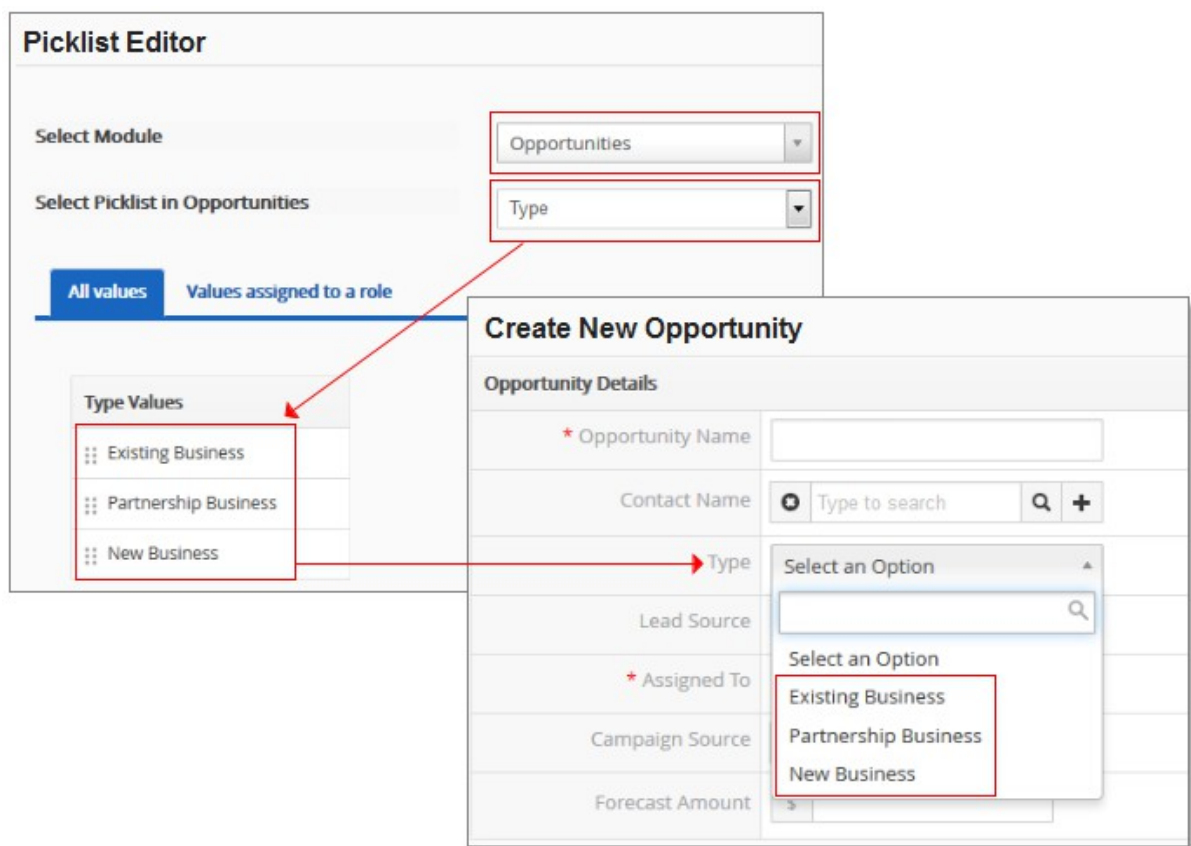 Picklist Editor
Select Module
Opportunities
Select Picklist in Opportunities
Type
All values
Values assigned to a role
Type Values
Existing Business
Partnership Business
New Business
Create New Opportunity
Opportunity Details
* Opportunity Name
Contact Name
Type to search
Type
Select an Option
Lead Source
Select an Option
* Assigned To
Existing Business
Campaign Source
Partnership Business
New Business
Forecast Amount
$